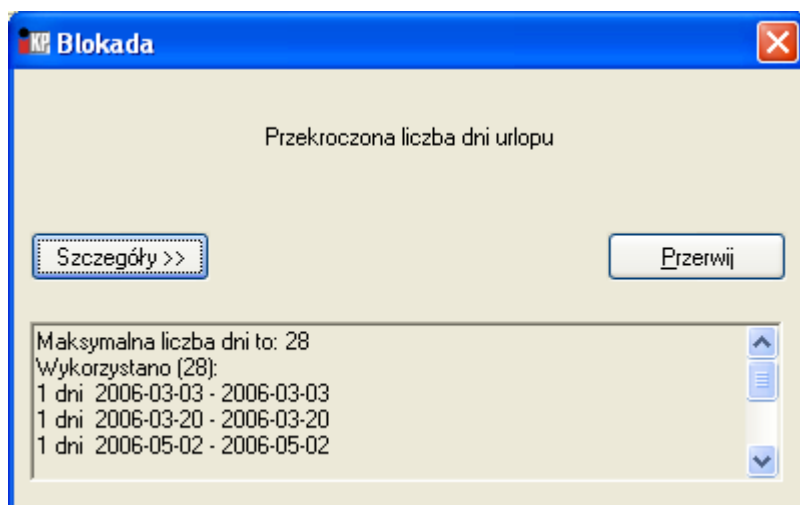 KP Blokada
Przekroczona liczba dni urlopu
Szczegóły >>
Przerwij
Maksymalna liczba dni to: 28
Wykorzystano (28):
1 dni 2006-03-03 - 2006-03-03
1 dni 2006-03-20 - 2006-03-20
1 dni 2006-05-02 - 2006-05-02